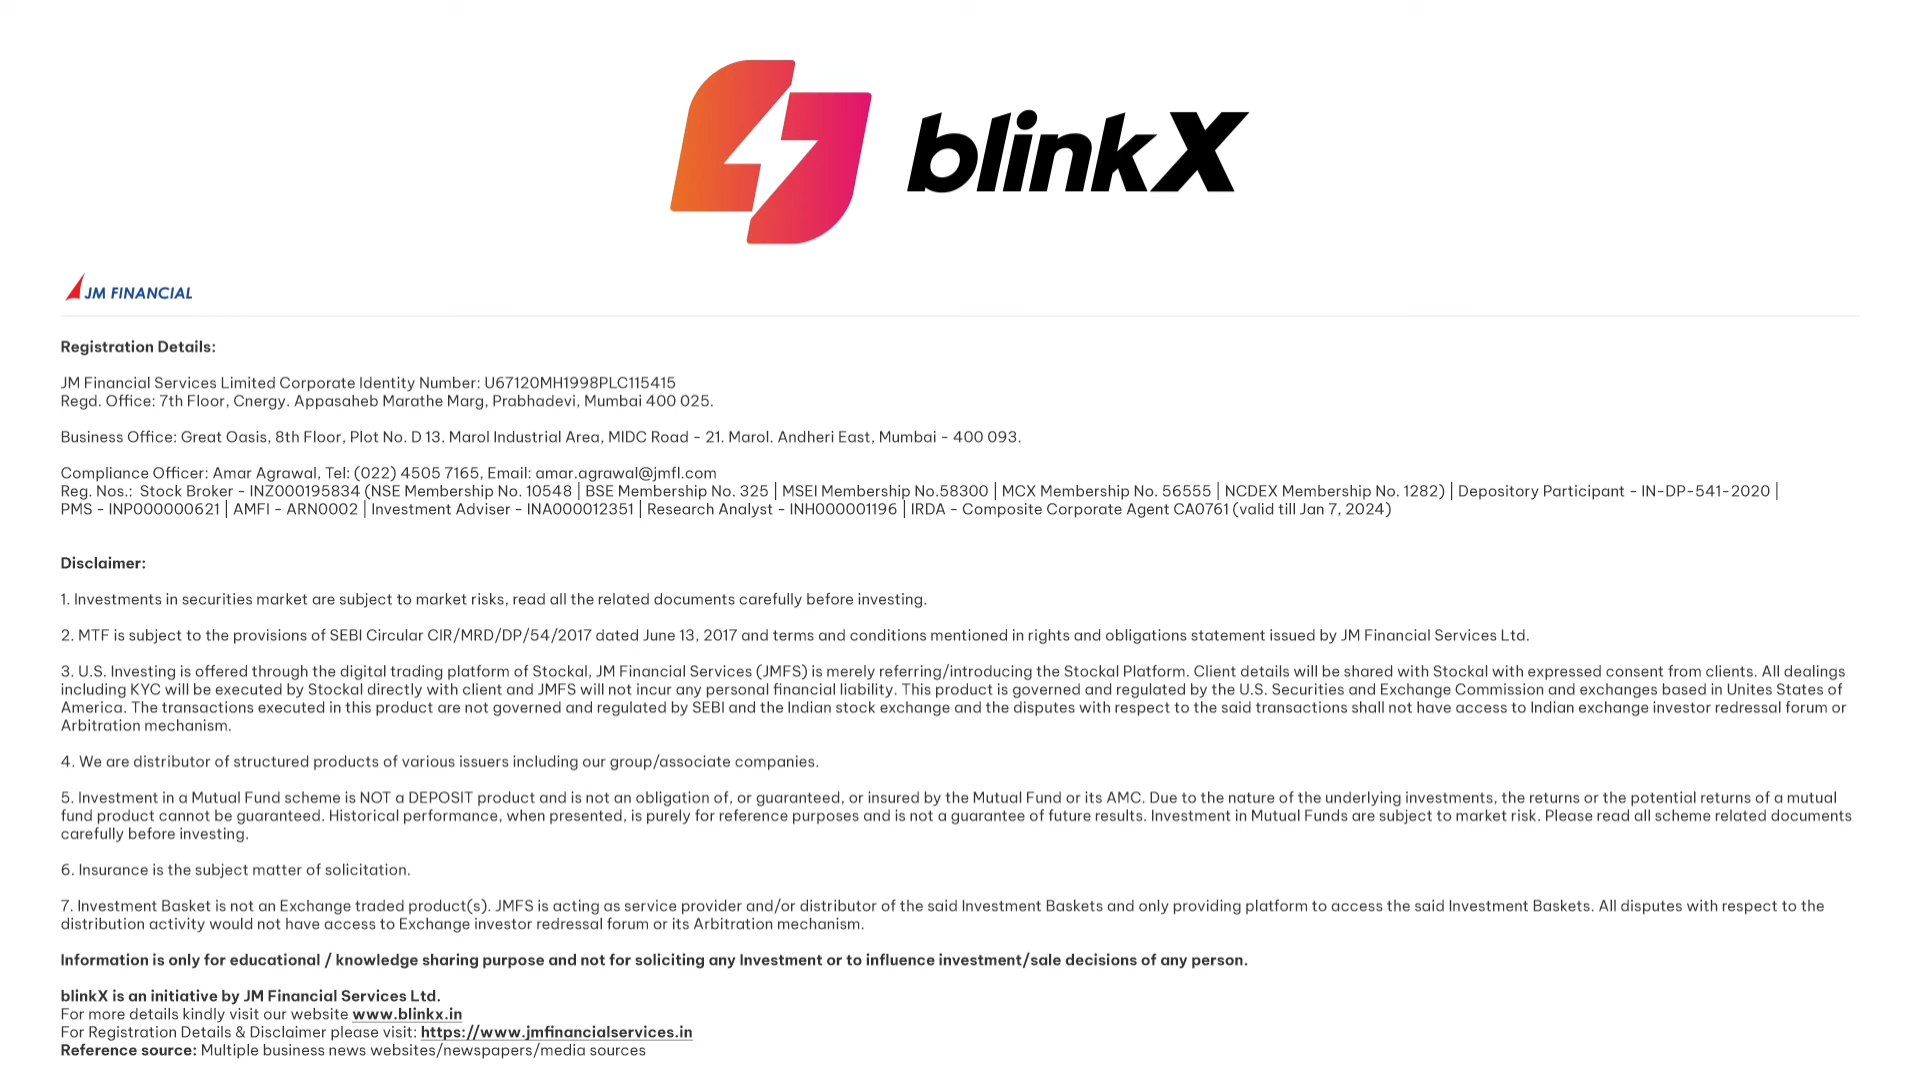 blinkX
JM FINANCIAL
Registration Details:
JM Financial Services Limited Corporate Identity Number: U67120MH1998PLC115415
Regd. Office: 7th Floor, Cnergy. Appasaheb Marathe Marg, Prabhadevi, Mumbai 400 025.
Business Office: Great Oasis, 8th Floor, Plot No. D 13. Marol Industrial Area, MIDC Road - 21. Marol. Andheri East, Mumbai - 400 093.
Compliance Officer: Amar Agrawal, Tel: (022) 4505 7165, Email: amar.agrawal@jmfl.com
Reg. Nos.:  Stock Broker - INZ000195834 (NSE Membership No. 10548 | BSE Membership No. 325 | MSEI Membership No.58300 | MCX Membership No. 56555 | NCDEX Membership No. 1282) | Depository Participant - IN-DP-541-2020 |
PMS - INP000000621 | AMFI - ARN0002 | Investment Adviser - INA000012351 | Research Analyst - INH000001196 | IRDA - Composite Corporate Agent CA0761 (valid till Jan 7, 2024)
Disclaimer:
1. Investments in securities market are subject to market risks, read all the related documents carefully before investing.
2. MTF is subject to the provisions of SEBI Circular CIR/MRD/DP/54/2017 dated June 13, 2017 and terms and conditions mentioned in rights and obligations statement issued by JM Financial Services Ltd.
3. U.S. Investing is offered through the digital trading platform of Stockal, JM Financial Services (JMFS) is merely referring/introducing the Stockal Platform. Client details will be shared with Stockal with expressed consent from clients. All dealings
including KYC will be executed by Stockal directly with client and JMFS will not incur any personal financial liability. This product is governed and regulated by the U.S. Securities and Exchange Commission and exchanges based in Unites States of
America. The transactions executed in this product are not governed and regulated by SEBI and the Indian stock exchange and the disputes with respect to the said transactions shall not have access to Indian exchange investor redressal forum or
Arbitration mechanism.
4. We are distributor of structured products of various issuers including our group/associate companies.
5. Investment in a Mutual Fund scheme is NOT a DEPOSIT product and is not an obligation of, or guaranteed, or insured by the Mutual Fund or its AMC. Due to the nature of the underlying investments, the returns or the potential returns of a mutual
fund product cannot be guaranteed. Historical performance, when presented, is purely for reference purposes and is not a guarantee of future results. Investment in Mutual Funds are subject to market risk. Please read all scheme related documents
carefully before investing.
6. Insurance is the subject matter of solicitation.
7. Investment Basket is not an Exchange traded product(s). JMFS is acting as service provider and/or distributor of the said Investment Baskets and only providing platform to access the said Investment Baskets. All disputes with respect to the
distribution activity would not have access to Exchange investor redressal forum or its Arbitration mechanism.
Information is only for educational / knowledge sharing purpose and not for soliciting any Investment or to influence investment/sale decisions of any person.
blinkX is an initiative by JM Financial Services Ltd.
For more details kindly visit our website www.blinkx.in
For Registration Details & Disclaimer please visit: https://www.jmfinancialservices.in
Reference source: Multiple business news websites/newspapers/media sources